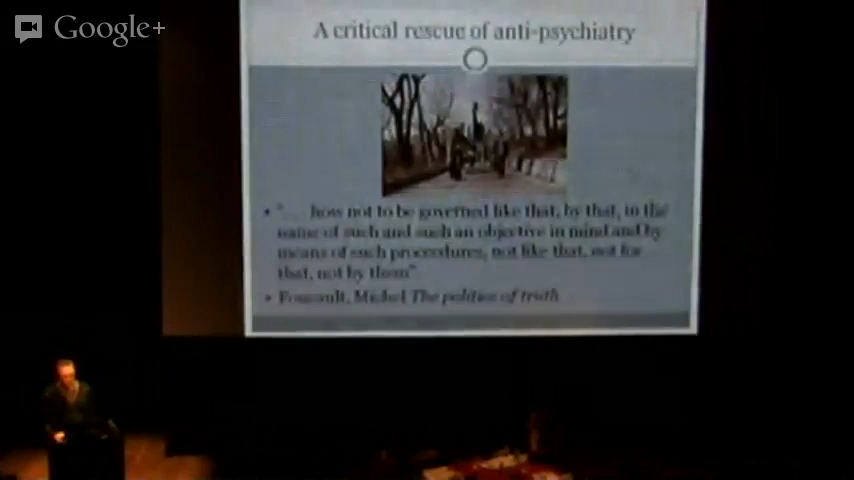 Google+
A critical rescue of anti-psychiatry
• “... how not to be governed like that, by that, in the
name of such and such an objective in mind and by
means of such procedures, not like that, not for
that, not by them”
• Foucault, Michel The politics of truth